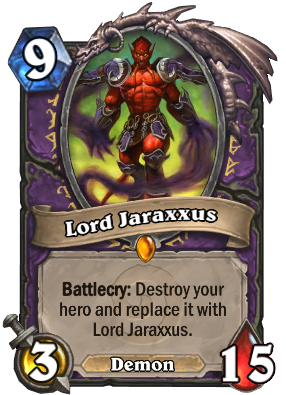 9
Lord Jaraxxus
Battlecry: Destroy your
hero and replace it with
Lord Jaraxxus.
3
Demon
15